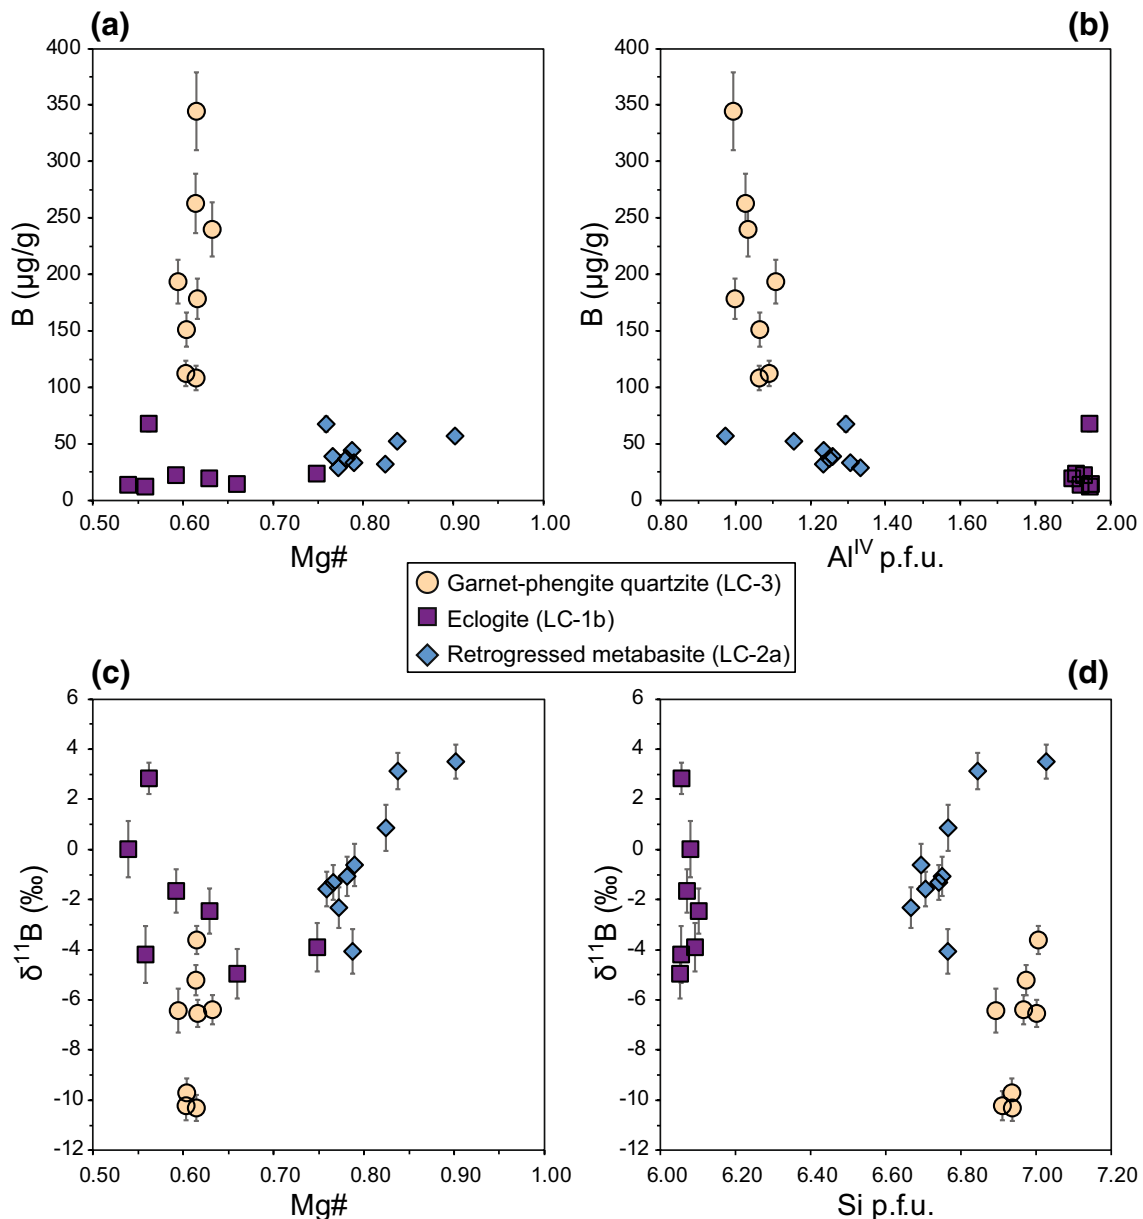 (a)
400
350
300
250
200
150
100
50
0
B (µg/g)
0.50 0.60 0.70 0.80 0.90 1.00
Mg#
(b)
400
350
300
250
200
150
100
50
0
B (µg/g)
0.80 1.00 1.20 1.40 1.60 1.80 2.00
Al^IV p.f.u.
Garnet-phengite quartzite (LC-3)
Eclogite (LC-1b)
Retrogressed metabasite (LC-2a)
(c)
6
4
2
0
-2
-4
-6
-8
-10
-12
δ¹¹B (‰)
0.50 0.60 0.70 0.80 0.90 1.00
Mg#
(d)
6
4
2
0
-2
-4
-6
-8
-10
-12
δ¹¹B (‰)
6.00 6.20 6.40 6.60 6.80 7.00 7.20
Si p.f.u.